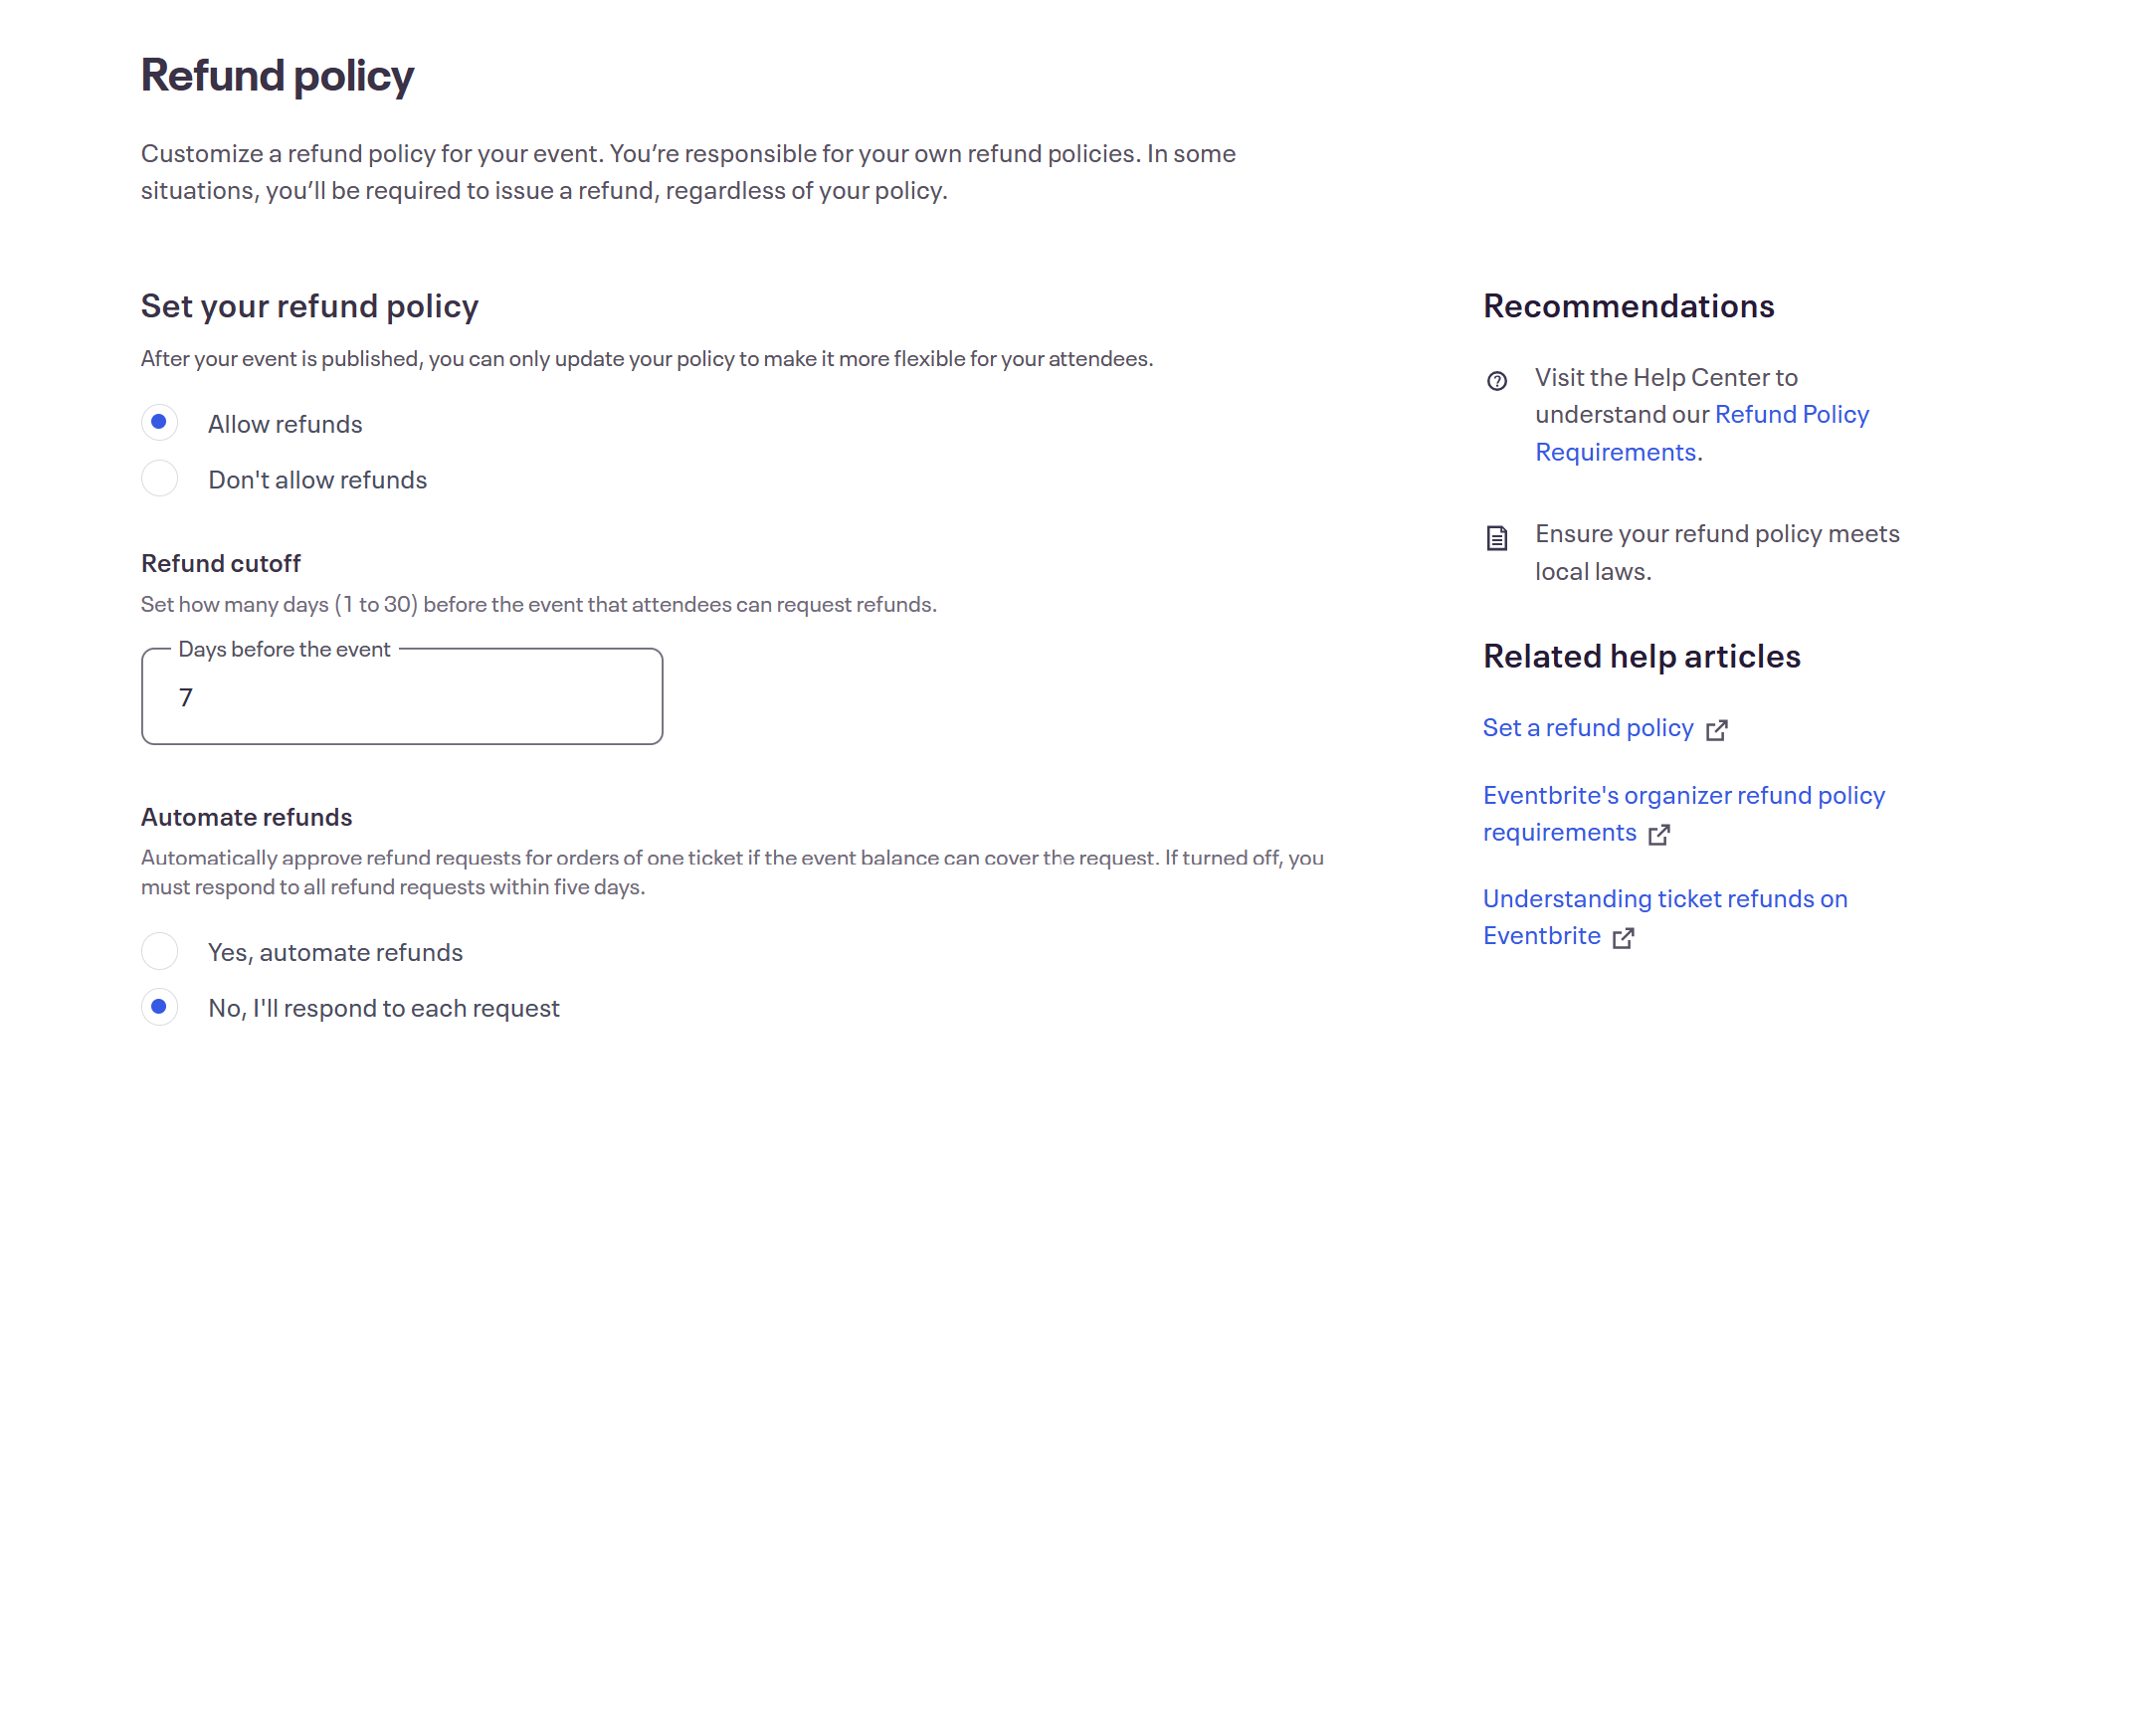 Refund policy
Customize a refund policy for your event. You’re responsible for your own refund policies. In some
situations, you’ll be required to issue a refund, regardless of your policy.
Set your refund policy
After your event is published, you can only update your policy to make it more flexible for your attendees.
Allow refunds
Don't allow refunds
Refund cutoff
Set how many days (1 to 30) before the event that attendees can request refunds.
Days before the event
7
Automate refunds
Automatically approve refund requests for orders of one ticket if the event balance can cover the request. If turned off, you
must respond to all refund requests within five days.
Yes, automate refunds
No, I'll respond to each request
Recommendations
Visit the Help Center to
understand our Refund Policy
Requirements.
Ensure your refund policy meets
local laws.
Related help articles
Set a refund policy
Eventbrite's organizer refund policy
requirements
Understanding ticket refunds on
Eventbrite